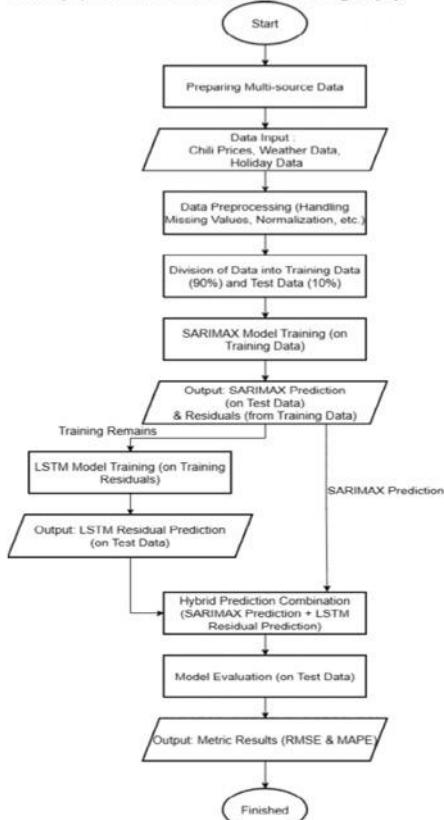 Start
Preparing Multi-source Data
Data Input :
Chili Prices, Weather Data,
Holiday Data
Data Preprocessing (Handling
Missing Values, Normalization, etc.)
Division of Data into Training Data
(90%) and Test Data (10%)
SARIMAX Model Training (on
Training Data)
Output: SARIMAX Prediction
(on Test Data)
& Residuals (from Training Data)
Training Remains
LSTM Model Training (on Training
Residuals)
SARIMAX Prediction
Output: LSTM Residual Prediction
(on Test Data)
Hybrid Prediction Combination
(SARIMAX Prediction + LSTM
Residual Prediction)
Model Evaluation (on Test Data)
Output: Metric Results (RMSE & MAPE)
Finished